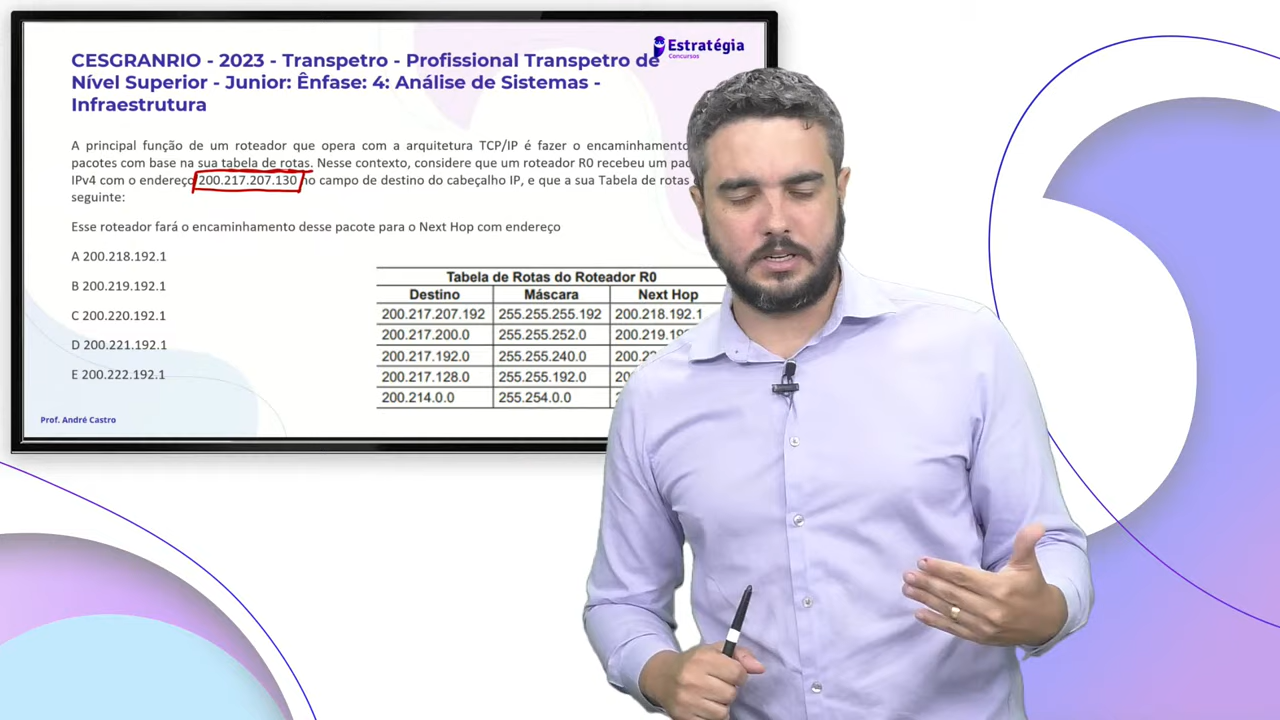 Estratégia
Concursos
CESGRANRIO - 2023 - Transpetro - Profissional Transpetro de
Nível Superior - Junior: Ênfase: 4: Análise de Sistemas -
Infraestrutura
A principal função de um roteador que opera com a arquitetura TCP/IP é fazer o encaminhamento
pacotes com base na sua tabela de rotas. Nesse contexto, considere que um roteador R0 recebeu um
IPv4 com o endereço 200.217.207.130 no campo de destino do cabeçalho IP, e que a sua Tabela de rotas
seguinte:
Esse roteador fará o encaminhamento desse pacote para o Next Hop com endereço
A 200.218.192.1
B 200.219.192.1
C 200.220.192.1
D 200.221.192.1
E 200.222.192.1
Tabela de Rotas do Roteador R0
Destino Máscara Next Hop
200.217.207.192 255.255.255.192 200.218.192.1
200.217.200.0 255.255.252.0
200.217.192.0 255.255.240.0
200.217.128.0 255.255.192.0
200.214.0.0 255.254.0.0
Prof. André Castro